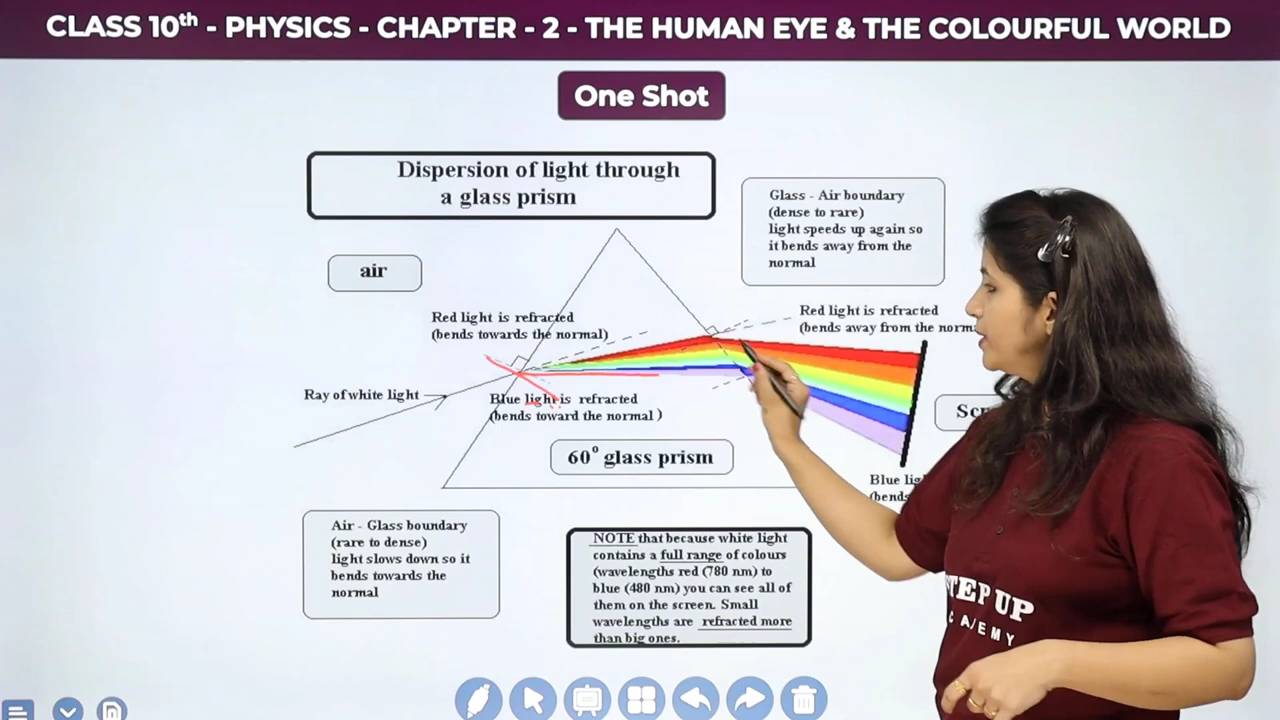 CLASS 10th - PHYSICS - CHAPTER - 2 - THE HUMAN EYE & THE COLOURFUL WORLD
One Shot
Dispersion of light through
a glass prism
Glass - Air boundary
(dense to rare)
light speeds up again so
it bends away from the
normal
air
Red light is refracted
(bends towards the normal)
Red light is refracted
(bends away from the
Ray of white light
Blue light is refracted
(bends toward the normal )
60° glass prism
Blue
(bends
Air - Glass boundary
(rare to dense)
light slows down so it
bends towards the
normal
NOTE that because white light
contains a full range of colours
(wavelengths red (780 nm) to
blue (480 nm) you can see all of
them on the screen. Small
wavelengths are refracted more
than big ones.
STEP UP
ACADEMY